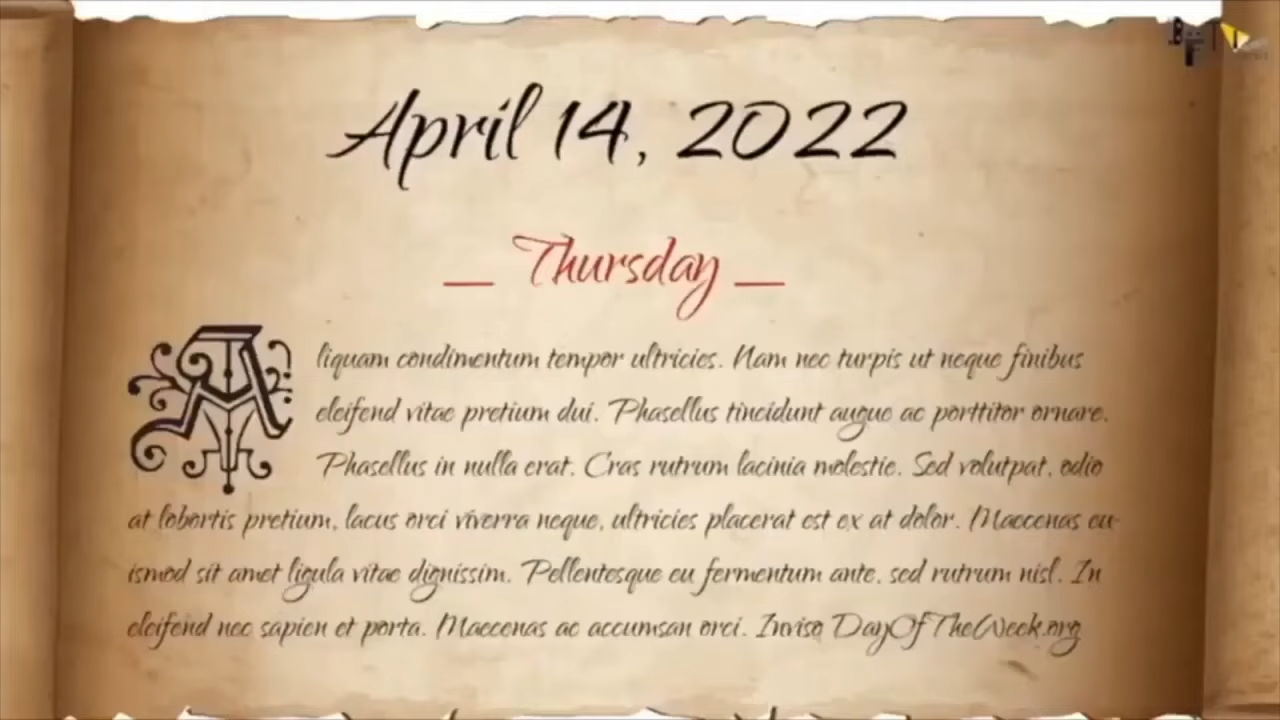 April 14, 2022
Thursday
Aliquam condimentum tempor ultricies. Nam nec turpis ut neque finibus
eleifend vitae pretium dui. Phasellus tincidunt augue ac porttitor ornare.
Phasellus in nulla erat. Cras rutrum lacinia molestie. Sed volutpat, odio
at lobortis pretium, lacus orci viverra neque, ultricies placerat est ex at dolor. Maecenas eu-
ismod sit amet ligula vitae dignissim. Pellentesque eu fermentum ante, sed rutrum nisl. In
eleifend nec sapien et porta. Maecenas ac accumsan orci. Inviso DayOfTheWeek.org